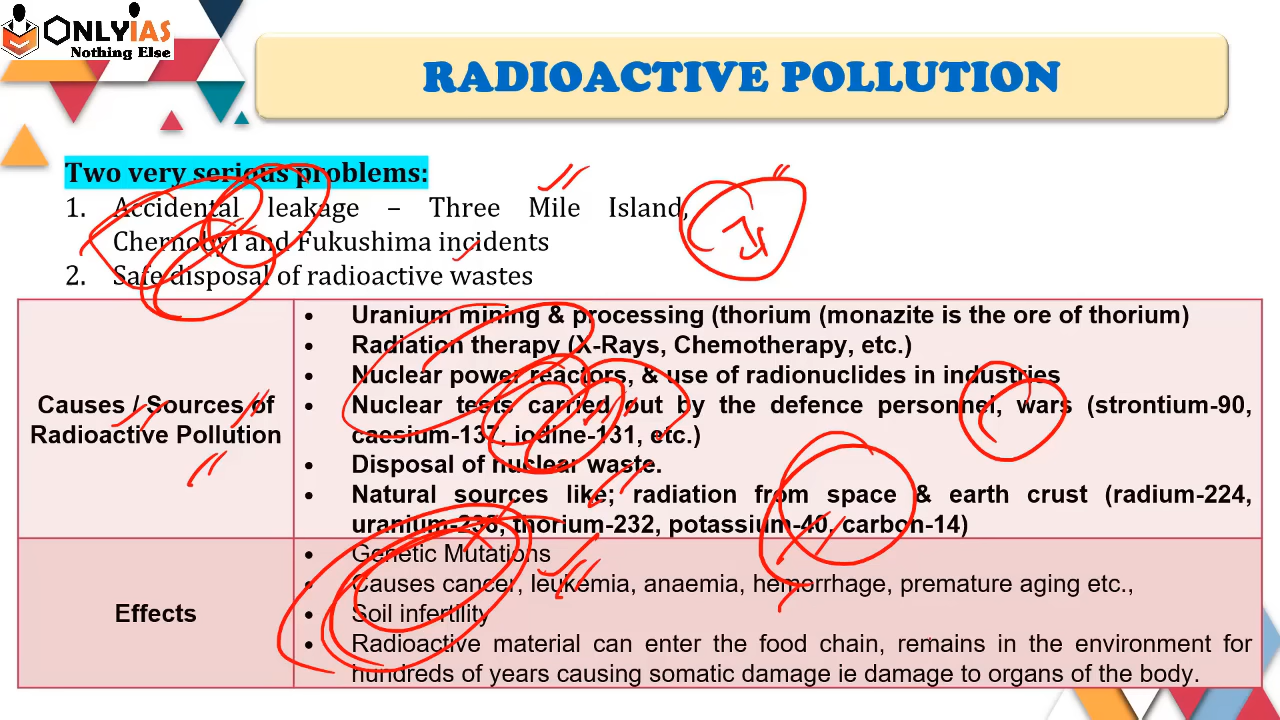 ONLYIAS
Nothing Else
RADIOACTIVE POLLUTION
Two very serious problems:
1. Accidental leakage – Three Mile Island,
Chernobyl and Fukushima incidents
2. Safe disposal of radioactive wastes
Causes / Sources of
Radioactive Pollution
• Uranium mining & processing (thorium (monazite is the ore of thorium)
• Radiation therapy (X-Rays, Chemotherapy, etc.)
• Nuclear power reactors, & use of radionuclides in industries
• Nuclear tests carried out by the defence personnel, wars (strontium-90,
caesium-137, iodine-131, etc.)
• Disposal of nuclear waste.
• Natural sources like; radiation from space & earth crust (radium-224,
thorium-232, potassium-40, carbon-14)
Effects
• Genetic Mutations
• Causes cancer, leukemia, anaemia, hemorrhage, premature aging etc.,
• Soil infertility
• Radioactive material can enter the food chain, remains in the environment for
hundreds of years causing somatic damage ie damage to organs of the body.